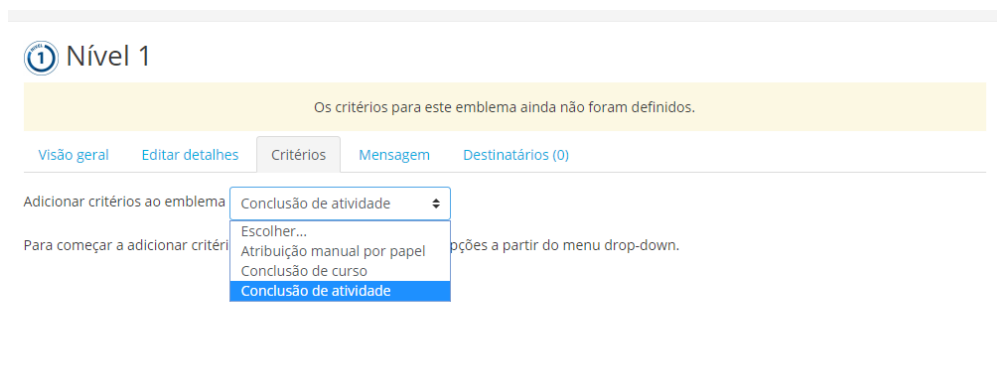 NÍVEL
1
Nível 1
Os critérios para este emblema ainda não foram definidos.
Visão geral Editar detalhes Critérios Mensagem Destinatários (0)
Adicionar critérios ao emblema Conclusão de atividade
Escolher...
Para começar a adicionar critéri pções a partir do menu drop-down.
Atribuição manual por papel
Conclusão de curso
Conclusão de atividade